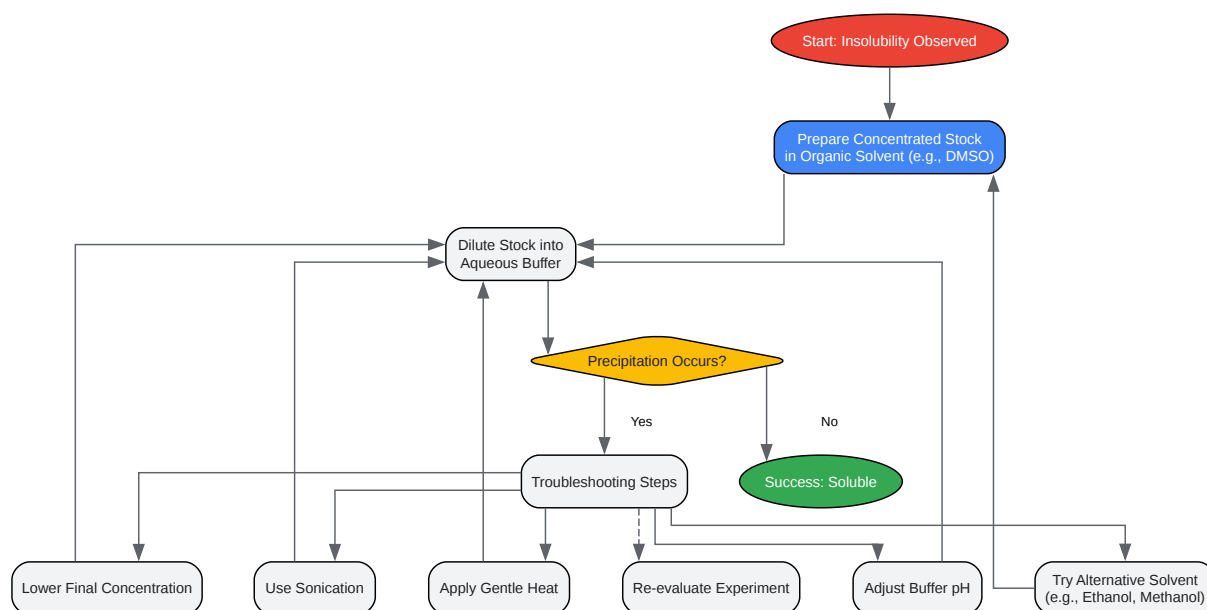 Start: Insolubility Observed
Prepare Concentrated Stock
in Organic Solvent (e.g., DMSO)
Dilute Stock into
Aqueous Buffer
Precipitation Occurs?
Yes
No
Troubleshooting Steps
Success: Soluble
Lower Final Concentration
Use Sonication
Apply Gentle Heat
Re-evaluate Experiment
Adjust Buffer pH
Try Alternative Solvent
(e.g., Ethanol, Methanol)